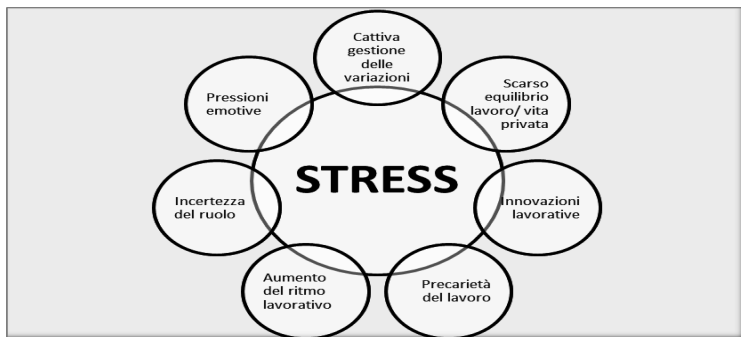 Cattiva
gestione
delle
variazioni
Scarso
equilibrio
lavoro/ vita
privata
Innovazioni
lavorative
Precarietà
del lavoro
Aumento
del ritmo
lavorativo
Incertezza
del ruolo
Pressioni
emotive
STRESS